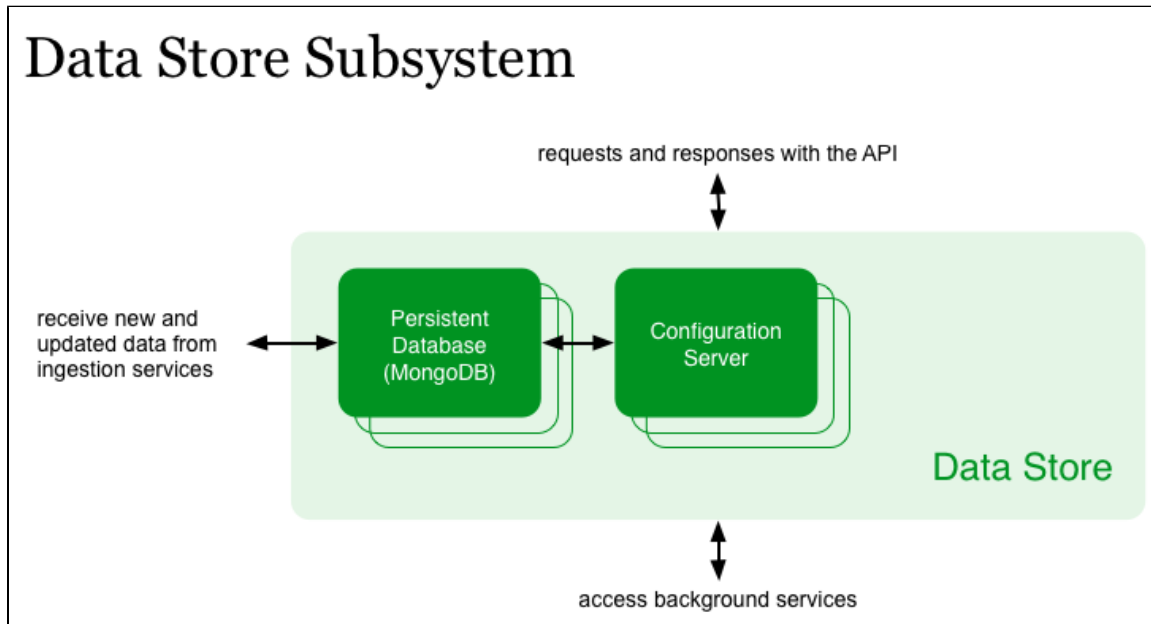 Data Store Subsystem
requests and responses with the API
receive new and
updated data from
ingestion services
Persistent
Database
(MongoDB)
Configuration
Server
Data Store
access background services